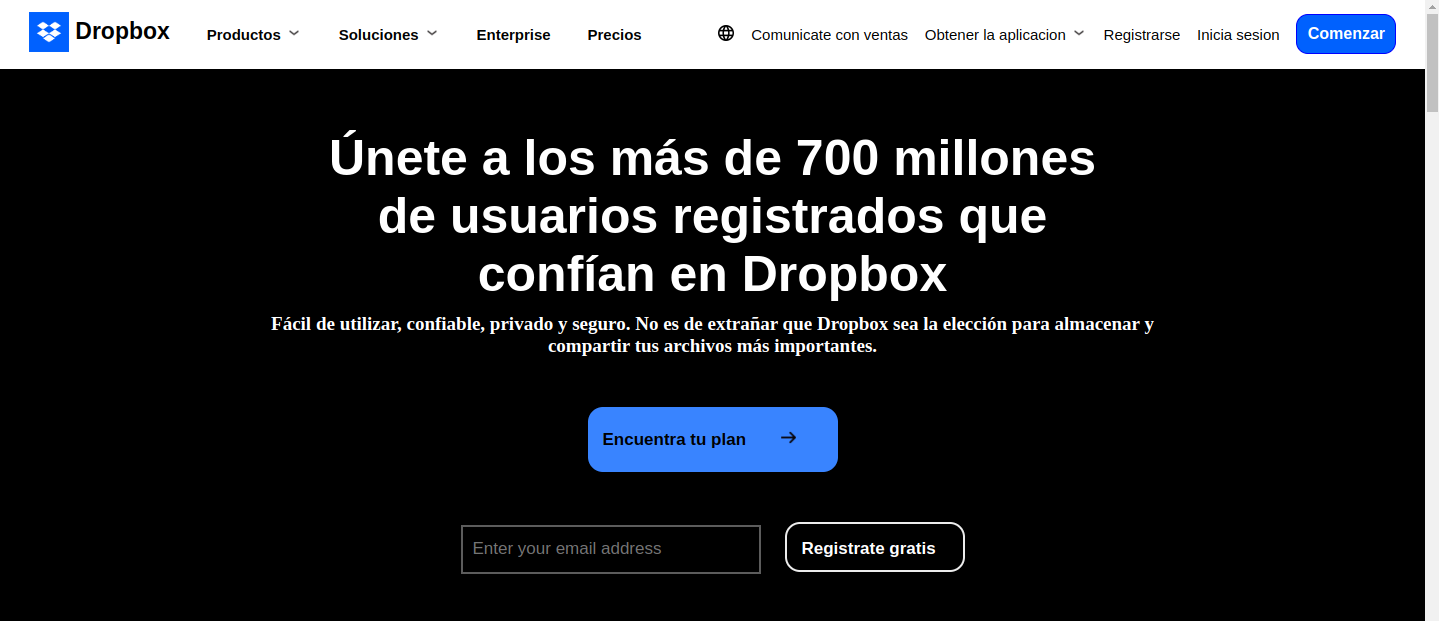 Dropbox Productos Soluciones Enterprise Precios Comunicate con ventas Obtener la aplicacion Registrarse Inicia sesion Comenzar
Únete a los más de 700 millones
de usuarios registrados que
confían en Dropbox
Fácil de utilizar, confiable, privado y seguro. No es de extrañar que Dropbox sea la elección para almacenar y
compartir tus archivos más importantes.
Encuentra tu plan
Enter your email address Registrate gratis